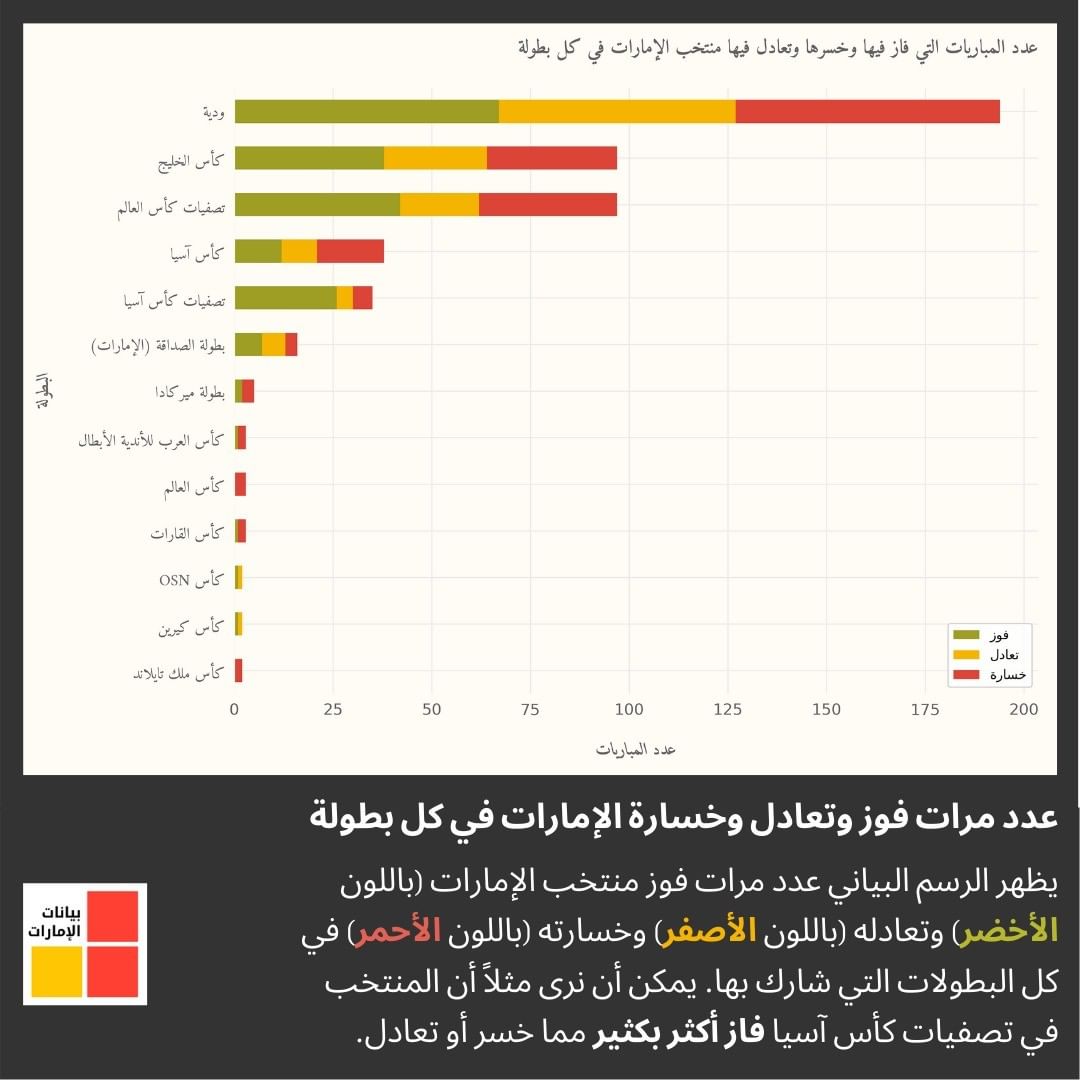 عدد المباريات التي فاز فيها وخسرها وتعادل فيها منتخب الإمارات في كل بطولة
ودية
كأس الخليج
تصفيات كأس العالم
كأس آسيا
تصفيات كأس آسيا
بطولة الصداقة (الإمارات)
بطولة ميركادا
كأس العرب للأندية الأبطال
كأس العالم
كأس القارات
كأس OSN
كأس كيرين
كأس ملك تايلاند
البطولة
فوز
تعادل
خسارة
0 25 50 75 100 125 150 175 200
عدد المباريات
عدد مرات فوز وتعادل وخسارة الإمارات في كل بطولة
يظهر الرسم البياني عدد مرات فوز منتخب الإمارات (باللون
الأخضر) وتعادله (باللون الأصفر) وخسارته (باللون الأحمر) في
كل البطولات التي شارك بها. يمكن أن نرى مثلاً أن المنتخب
في تصفيات كأس آسيا فاز أكثر بكثير مما خسر أو تعادل.
بيانات
الإمارات